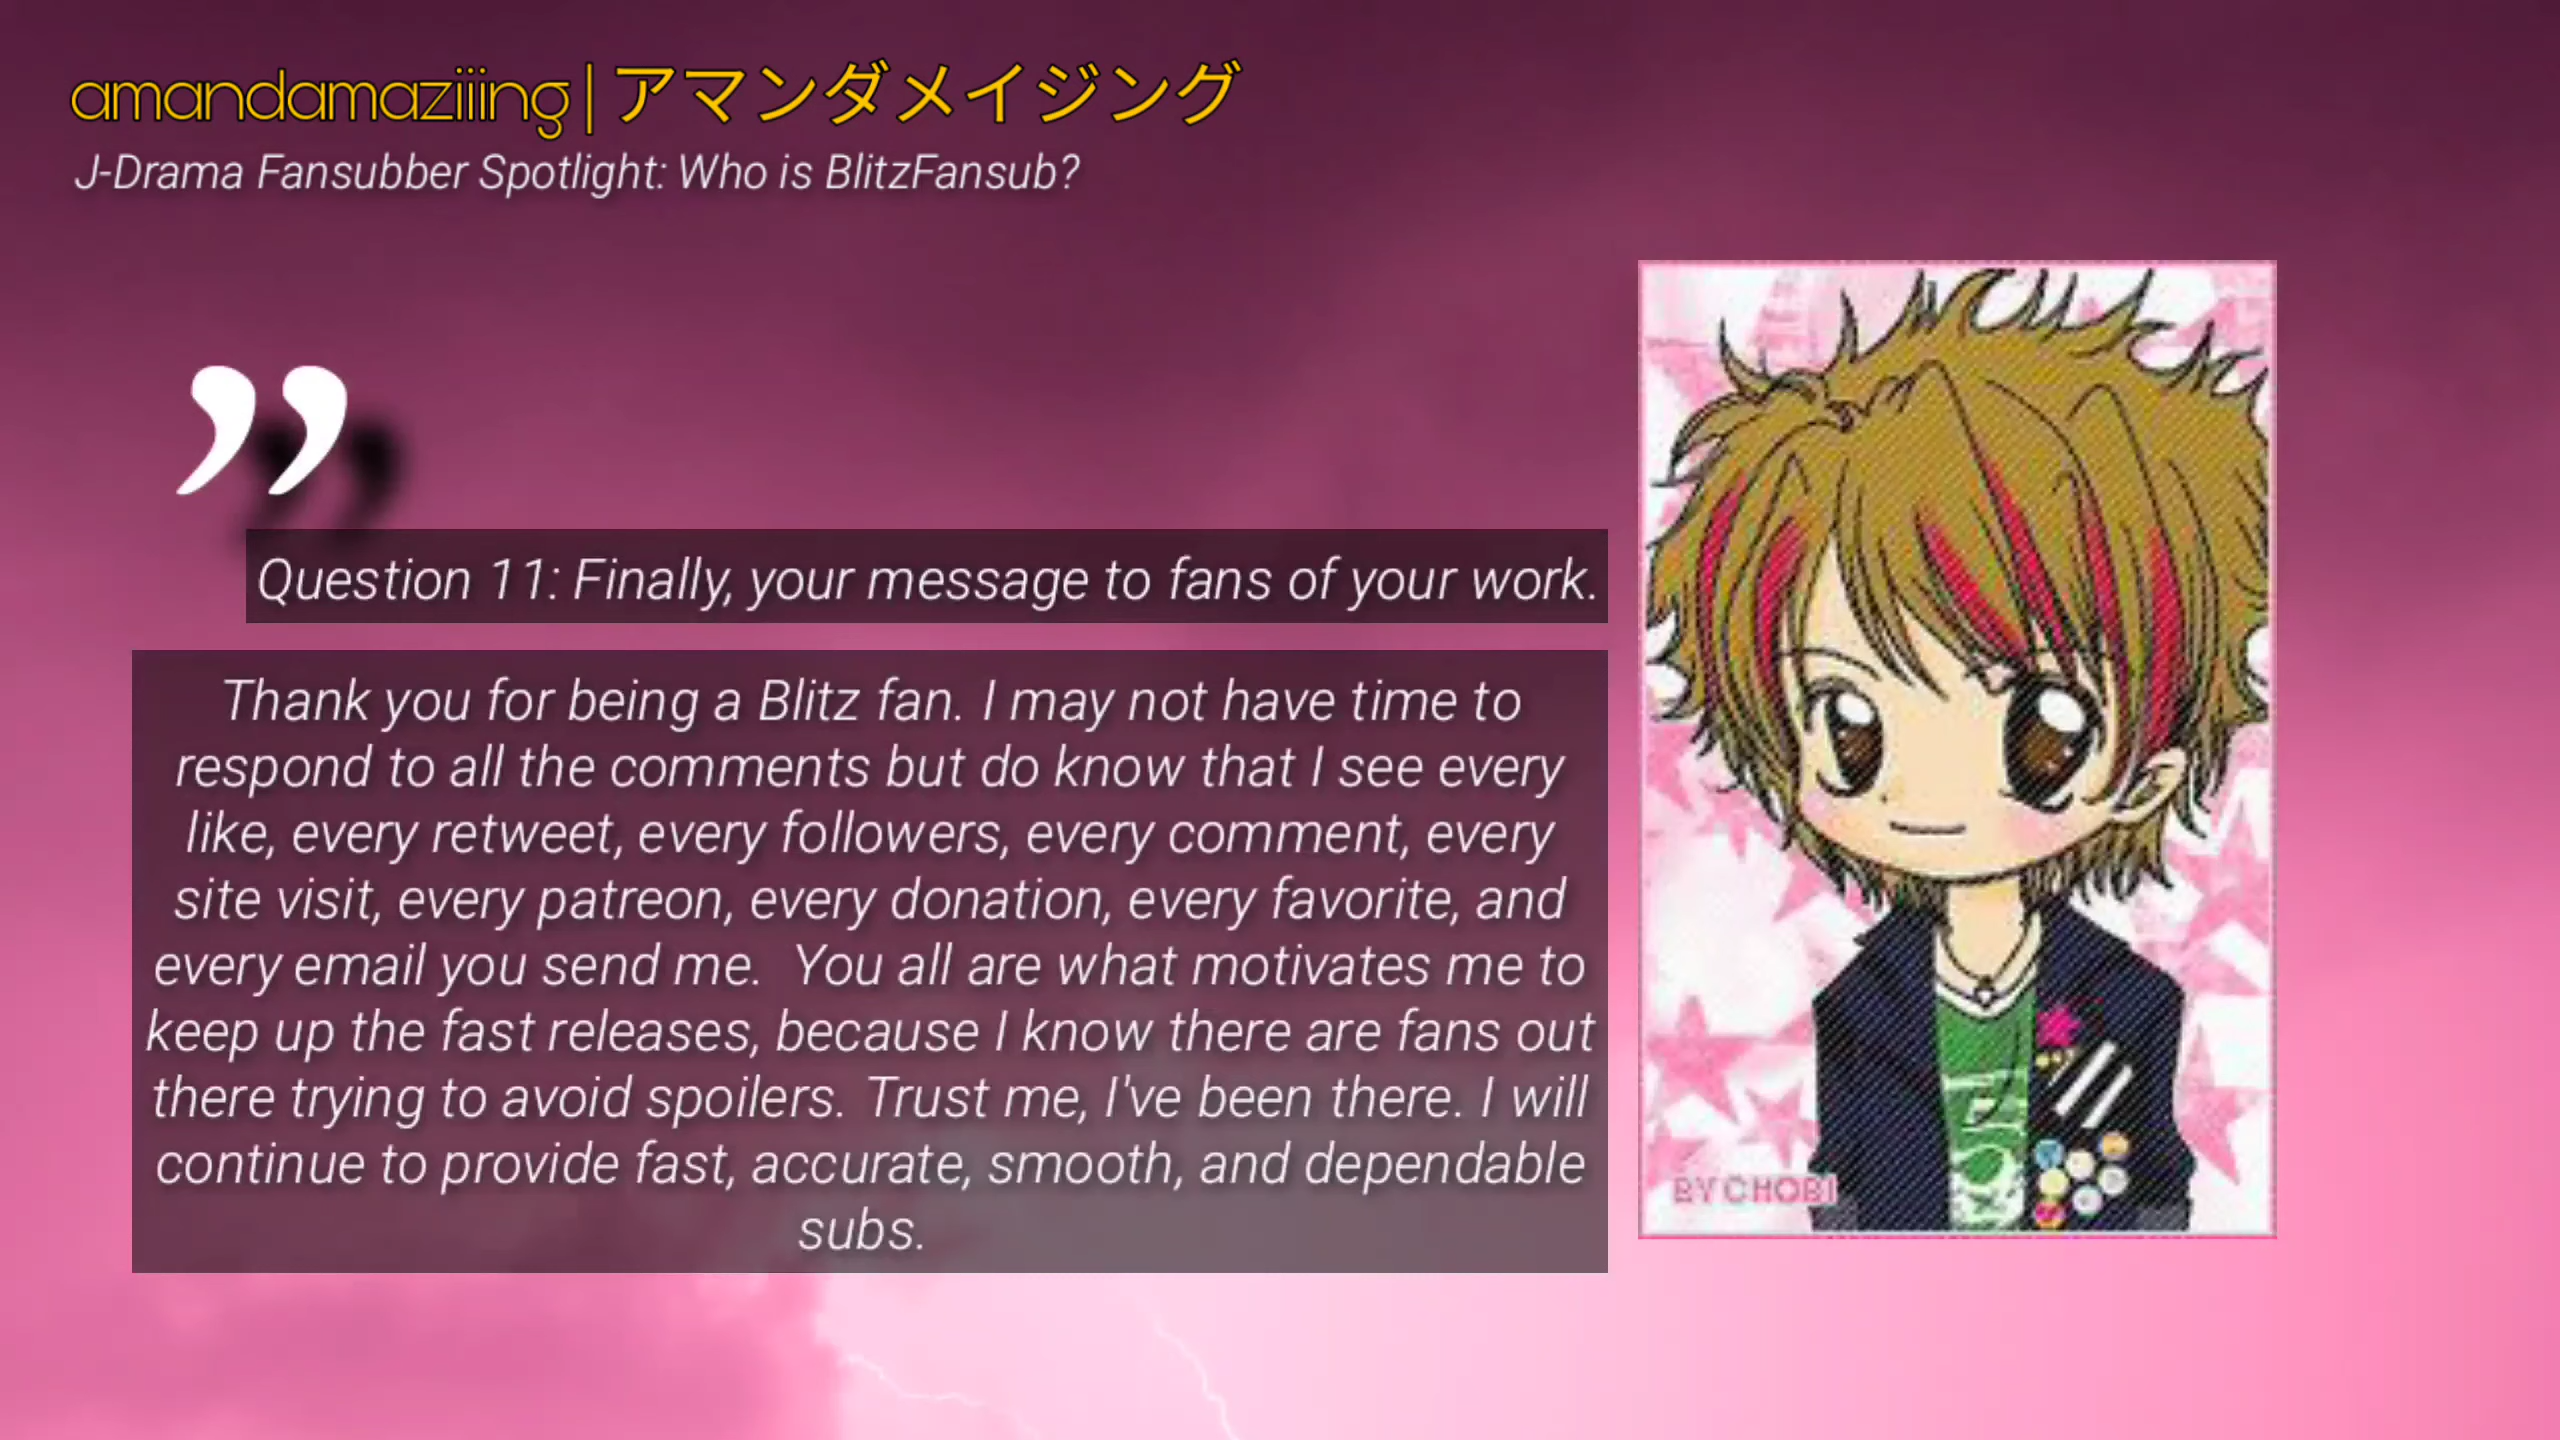 amandamaziiing | アマンダメイジング
J-Drama Fansubber Spotlight: Who is BlitzFansub?
”
Question 11: Finally, your message to fans of your work.
Thank you for being a Blitz fan. I may not have time to
respond to all the comments but do know that I see every
like, every retweet, every followers, every comment, every
site visit, every patreon, every donation, every favorite, and
every email you send me.  You all are what motivates me to
keep up the fast releases, because I know there are fans out
there trying to avoid spoilers. Trust me, I've been there. I will
continue to provide fast, accurate, smooth, and dependable
subs.
BY CHOBI